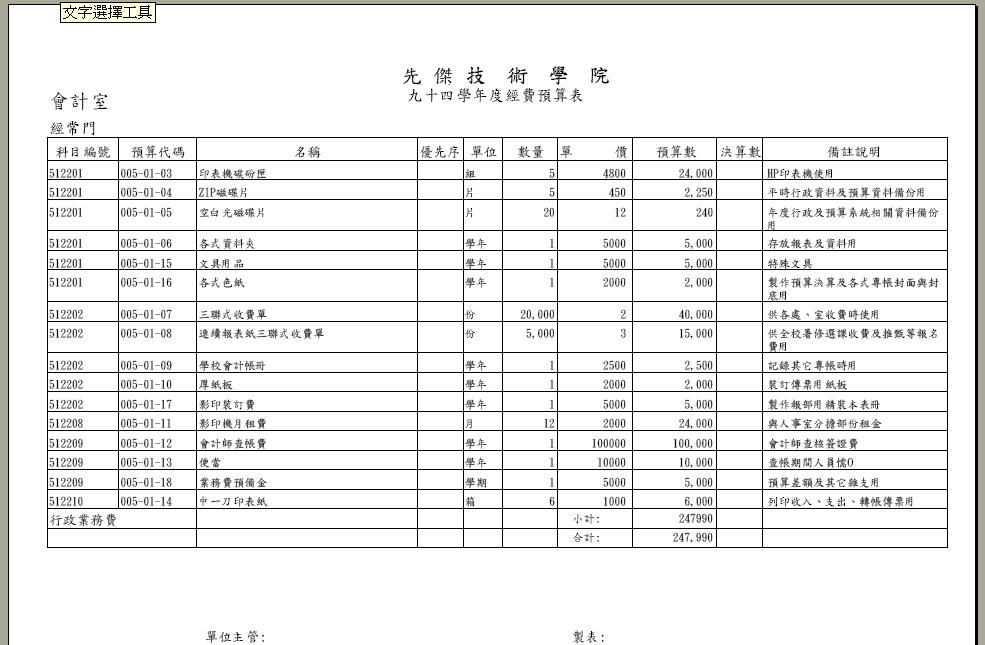 文字選擇工具
先傑技術學院
九十四學年度經費預算表
會計室
經常門
科目編號 預算代碼 名稱 優先序 單位 數量 單價 預算數 決算數 備註說明
512201 005-01-03 印表機碳粉匣 組 5 4800 24,000 HP印表機使用
512201 005-01-04 ZIP磁碟片 片 5 450 2,250 平時行政資料及預算資料備份用
512201 005-01-05 空白光磁碟片 片 20 12 240 年度行政及預算系統相關資料備份
用
512201 005-01-06 各式資料夾 學年 1 5000 5,000 存放報表及資料用
512201 005-01-15 文具用品 學年 1 5000 5,000 特殊文具
512201 005-01-16 各式色紙 學年 1 2000 2,000 製作預算決算及各式專帳封面與封
底用
512202 005-01-07 三聯式收費單 份 20,000 2 40,000 供各處、室收費時使用
512202 005-01-08 連續報表紙三聯式收費單 份 5,000 3 15,000 供全校暑修選課收費及推甄等報名
費用
512202 005-01-09 學校會計帳冊 學年 1 2500 2,500 記錄其它專帳時用
512202 005-01-10 厚紙板 學年 1 2000 2,000 裝訂傳票用紙板
512202 005-01-17 影印裝訂費 學年 1 5000 5,000 製作報部用精裝本表冊
512208 005-01-11 影印機月租費 月 12 2000 24,000 與人事室分擔部份租金
512209 005-01-12 會計師查帳費 學年 1 100000 100,000 會計師查核簽證費
512209 005-01-13 便當 學年 1 10000 10,000 查帳期間人員懦O
512209 005-01-18 業務費預備金 學期 1 5000 5,000 預算差額及其它雜支用
512210 005-01-14 中一刀印表紙 箱 6 1000 6,000 列印收入、支出、轉帳傳票用
行政業務費 小計: 247990
合計: 247,990
單位主管: 製表: